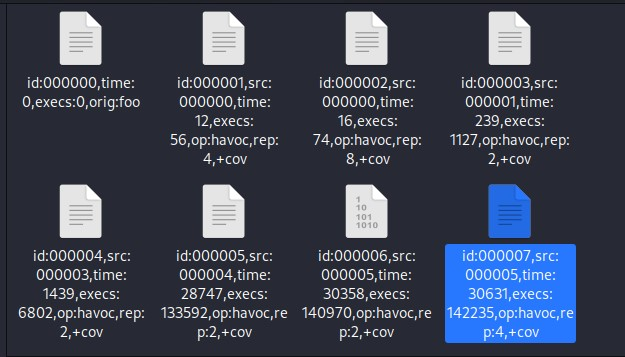 id:000000,time:
0,execs:0,orig:foo
id:000001,src:
000000,time:
12,execs:
56,op:havoc,rep:
4,+cov
id:000002,src:
000000,time:
16,execs:
74,op:havoc,rep:
8,+cov
id:000003,src:
000001,time:
239,execs:
1127,op:havoc,rep:
2,+cov
id:000004,src:
000003,time:
1439,execs:
6802,op:havoc,rep:
2,+cov
id:000005,src:
000004,time:
28747,execs:
133592,op:havoc,re
p:2,+cov
1
10
101
1010
id:000006,src:
000005,time:
30358,execs:
140970,op:havoc,re
p:2,+cov
id:000007,src:
000005,time:
30631,execs:
142235,op:havoc,re
p:4,+cov